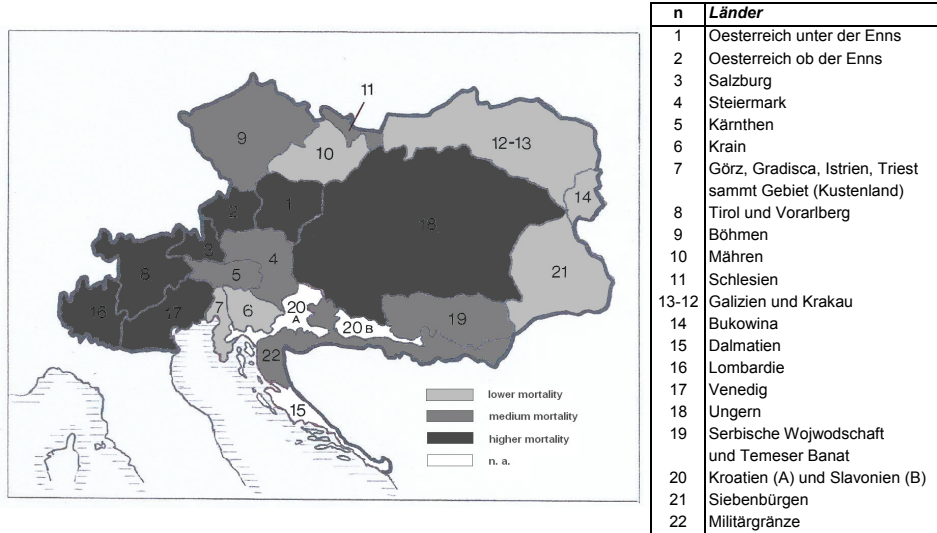 11
9
10
12-13
14
2
1
18
3
4
8
5
21
16
17
7
6
20
A
20 B
19
22
15
lower mortality
medium mortality
higher mortality
n. a.
n Länder
1 Oesterreich unter der Enns
2 Oesterreich ob der Enns
3 Salzburg
4 Steiermark
5 Kärnthen
6 Krain
7 Görz, Gradisca, Istrien, Triest
sammt Gebiet (Kustenland)
8 Tirol und Vorarlberg
9 Böhmen
10 Mähren
11 Schlesien
13-12 Galizien und Krakau
14 Bukowina
15 Dalmatien
16 Lombardie
17 Venedig
18 Ungern
19 Serbische Wojwodschaft
und Temeser Banat
20 Kroatien (A) und Slavonien (B)
21 Siebenbürgen
22 Militärgränze